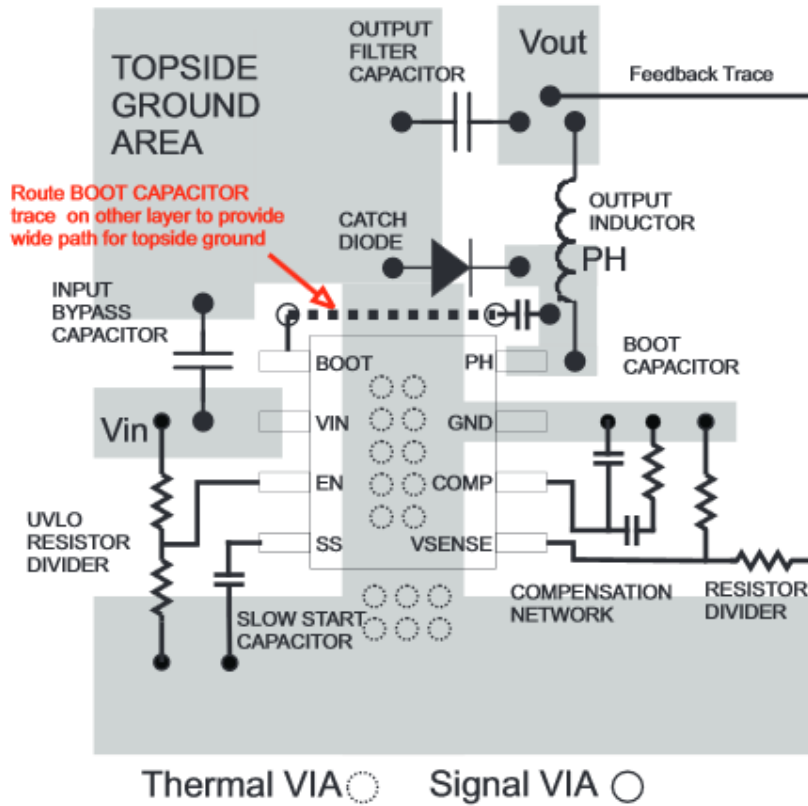 TOPSIDE
GROUND
AREA
OUTPUT
FILTER
CAPACITOR
Vout
Feedback Trace
Route BOOT CAPACITOR
trace on other layer to provide
wide path for topside ground
CATCH
DIODE
OUTPUT
INDUCTOR
PH
INPUT
BYPASS
CAPACITOR
BOOT
CAPACITOR
BOOT
PH
Vin
VIN
GND
EN
COMP
SS
VSENSE
UVLO
RESISTOR
DIVIDER
SLOW START
CAPACITOR
COMPENSATION
NETWORK
RESISTOR
DIVIDER
Thermal VIA
Signal VIA